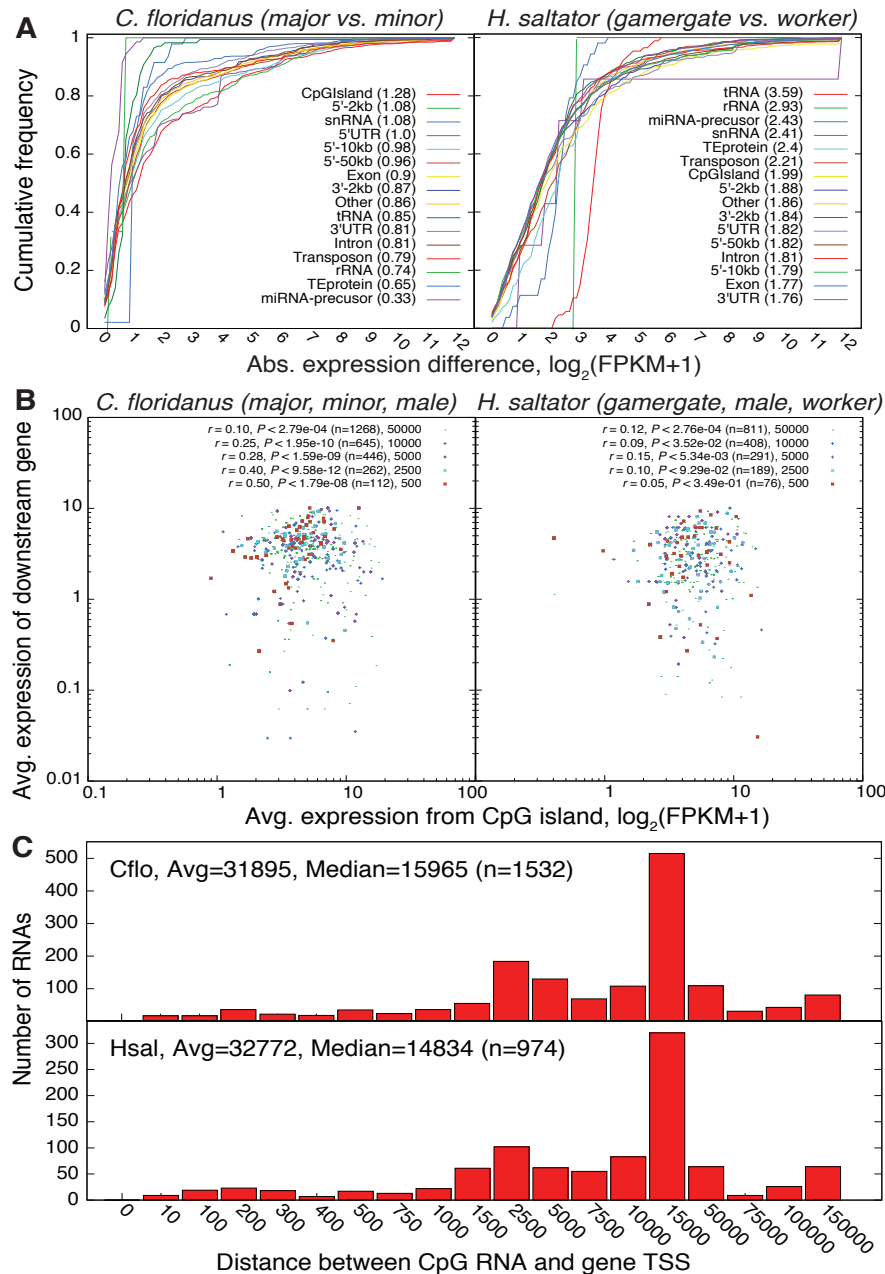 A
C. floridanus (major vs. minor)
H. saltator (gamergate vs. worker)
Cumulative frequency
1
0.8
0.6
0.4
0.2
0
CpGIsland (1.28)
5'-2kb (1.08)
snRNA (1.08)
5'UTR (1.0)
5'-10kb (0.98)
5'-50kb (0.96)
Exon (0.9)
3'-2kb (0.87)
Other (0.86)
tRNA (0.85)
3'UTR (0.81)
Intron (0.81)
Transposon (0.79)
rRNA (0.74)
TEprotein (0.65)
miRNA-precusor (0.33)
tRNA (3.59)
rRNA (2.93)
miRNA-precusor (2.43)
snRNA (2.41)
TEprotein (2.4)
Transposon (2.21)
CpGIsland (1.99)
5'-2kb (1.88)
Other (1.86)
3'-2kb (1.84)
5'UTR (1.82)
5'-50kb (1.82)
Intron (1.81)
5'-10kb (1.79)
Exon (1.77)
3'UTR (1.76)
0 1 2 3 4 5 6 7 8 9 10 11 12
0 1 2 3 4 5 6 7 8 9 10 11 12
Abs. expression difference, log2(FPKM+1)
B
C. floridanus (major, minor, male)
H. saltator (gamergate, male, worker)
Avg. expression of downstream gene
100
10
1
0.1
0.01
r = 0.10, P < 2.79e-04 (n=1268), 50000
r = 0.25, P < 1.95e-10 (n=645), 10000
r = 0.28, P < 1.59e-09 (n=446), 5000
r = 0.40, P < 9.58e-12 (n=262), 2500
r = 0.50, P < 1.79e-08 (n=112), 500
r = 0.12, P < 2.76e-04 (n=811), 50000
r = 0.09, P < 3.52e-02 (n=408), 10000
r = 0.15, P < 5.34e-03 (n=291), 5000
r = 0.10, P < 9.29e-02 (n=189), 2500
r = 0.05, P < 3.49e-01 (n=76), 500
0.1 1 10 100
1 10 100
Avg. expression from CpG island, log2(FPKM+1)
C
Number of RNAs
500
400
300
200
100
Cflo, Avg=31895, Median=15965 (n=1532)
300
250
200
150
100
50
0
Hsal, Avg=32772, Median=14834 (n=974)
0 10 100 200 300 400 500 750 1000 1500 2500 5000 7500 10000 15000 50000 75000 100000 150000
Distance between CpG RNA and gene TSS